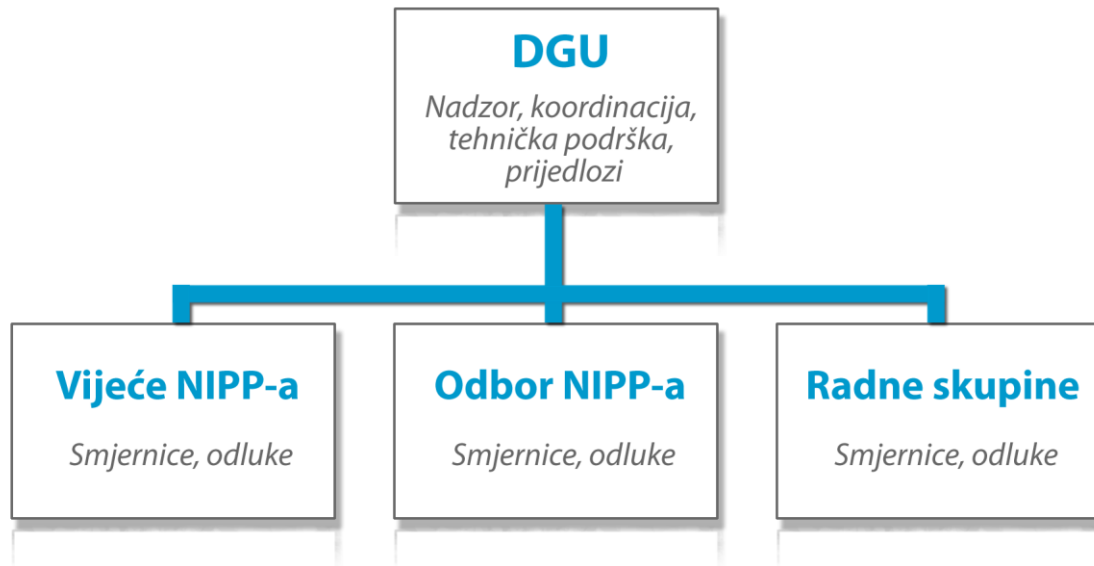 DGU
Nadzor, koordinacija,
tehnička podrška,
prijedlozi
Vijeće NIPP-a
Smjernice, odluke
Odbor NIPP-a
Smjernice, odluke
Radne skupine
Smjernice, odluke